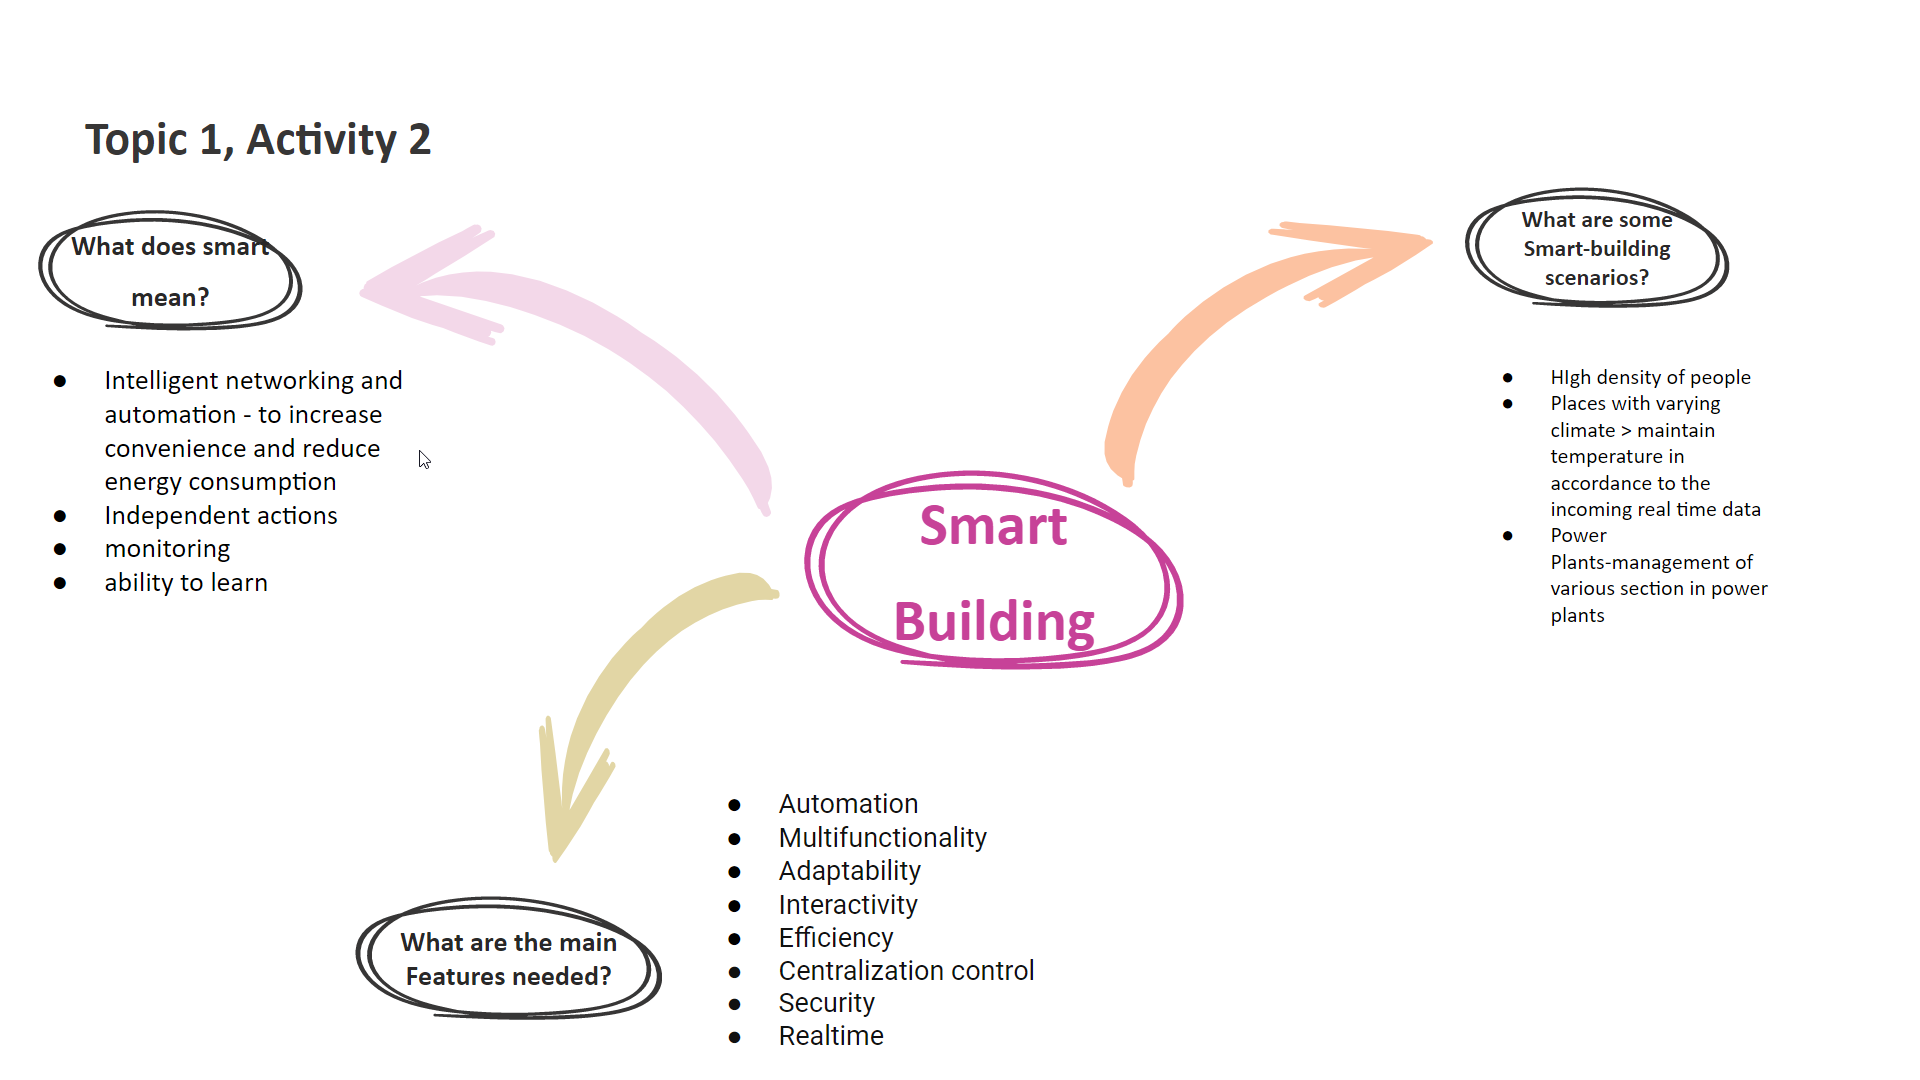 Topic 1, Activity 2
What does smart
mean?
● Intelligent networking and
automation - to increase
convenience and reduce
energy consumption
● Independent actions
● monitoring
● ability to learn
Smart
Building
What are some
Smart-building
scenarios?
● HIgh density of people
● Places with varying
climate > maintain
temperature in
accordance to the
incoming real time data
● Power
Plants-management of
various section in power
plants
What are the main
Features needed?
● Automation
● Multifunctionality
● Adaptability
● Interactivity
● Efficiency
● Centralization control
● Security
● Realtime